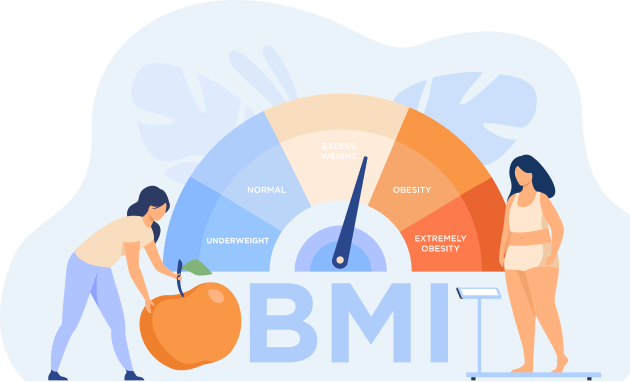 EXCESS
WEIGHT
NORMAL
OBESITY
UNDERWEIGHT
EXTREMELY
OBESITY
BMI